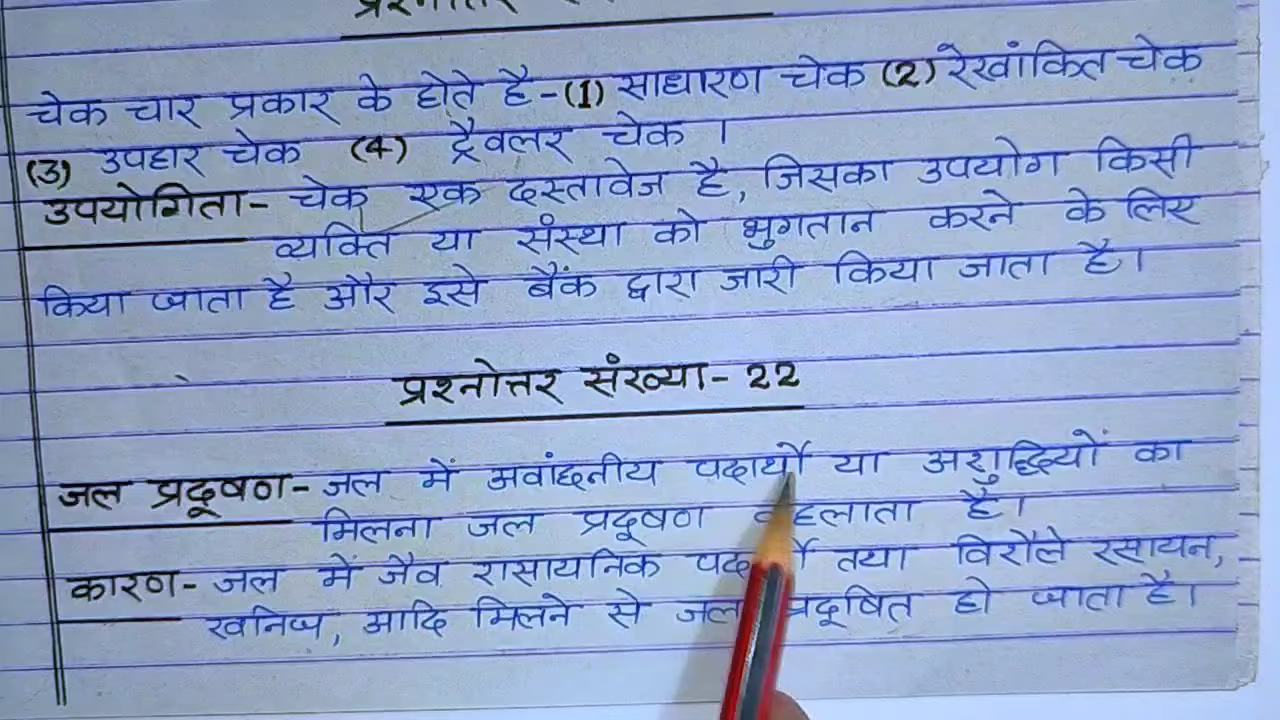 प्रश्नोत्तर
चेक चार प्रकार के होते है-(1) साधारण चेक (2) रेखांकित चेक
(3) उपहार चेक (4) ट्रैवलर चेक ।
उपयोगिता- चेक एक दस्तावेज है, जिसका उपयोग किसी
व्यक्ति या संस्था को भुगतान करने के लिए
किया जाता है और इसे बैंक द्वारा जारी किया जाता है।
प्रश्नोत्तर संख्या- 22
जल प्रदूषण- जल में अवांछनीय पदार्थों या अशुद्धियों का
मिलना जल प्रदूषण कहलाता है।
कारण- जल में जैव रासायनिक तथा विशैले रसायन,
खनिज, आदि मिलने से जल प्रदूषित हो जाता है।